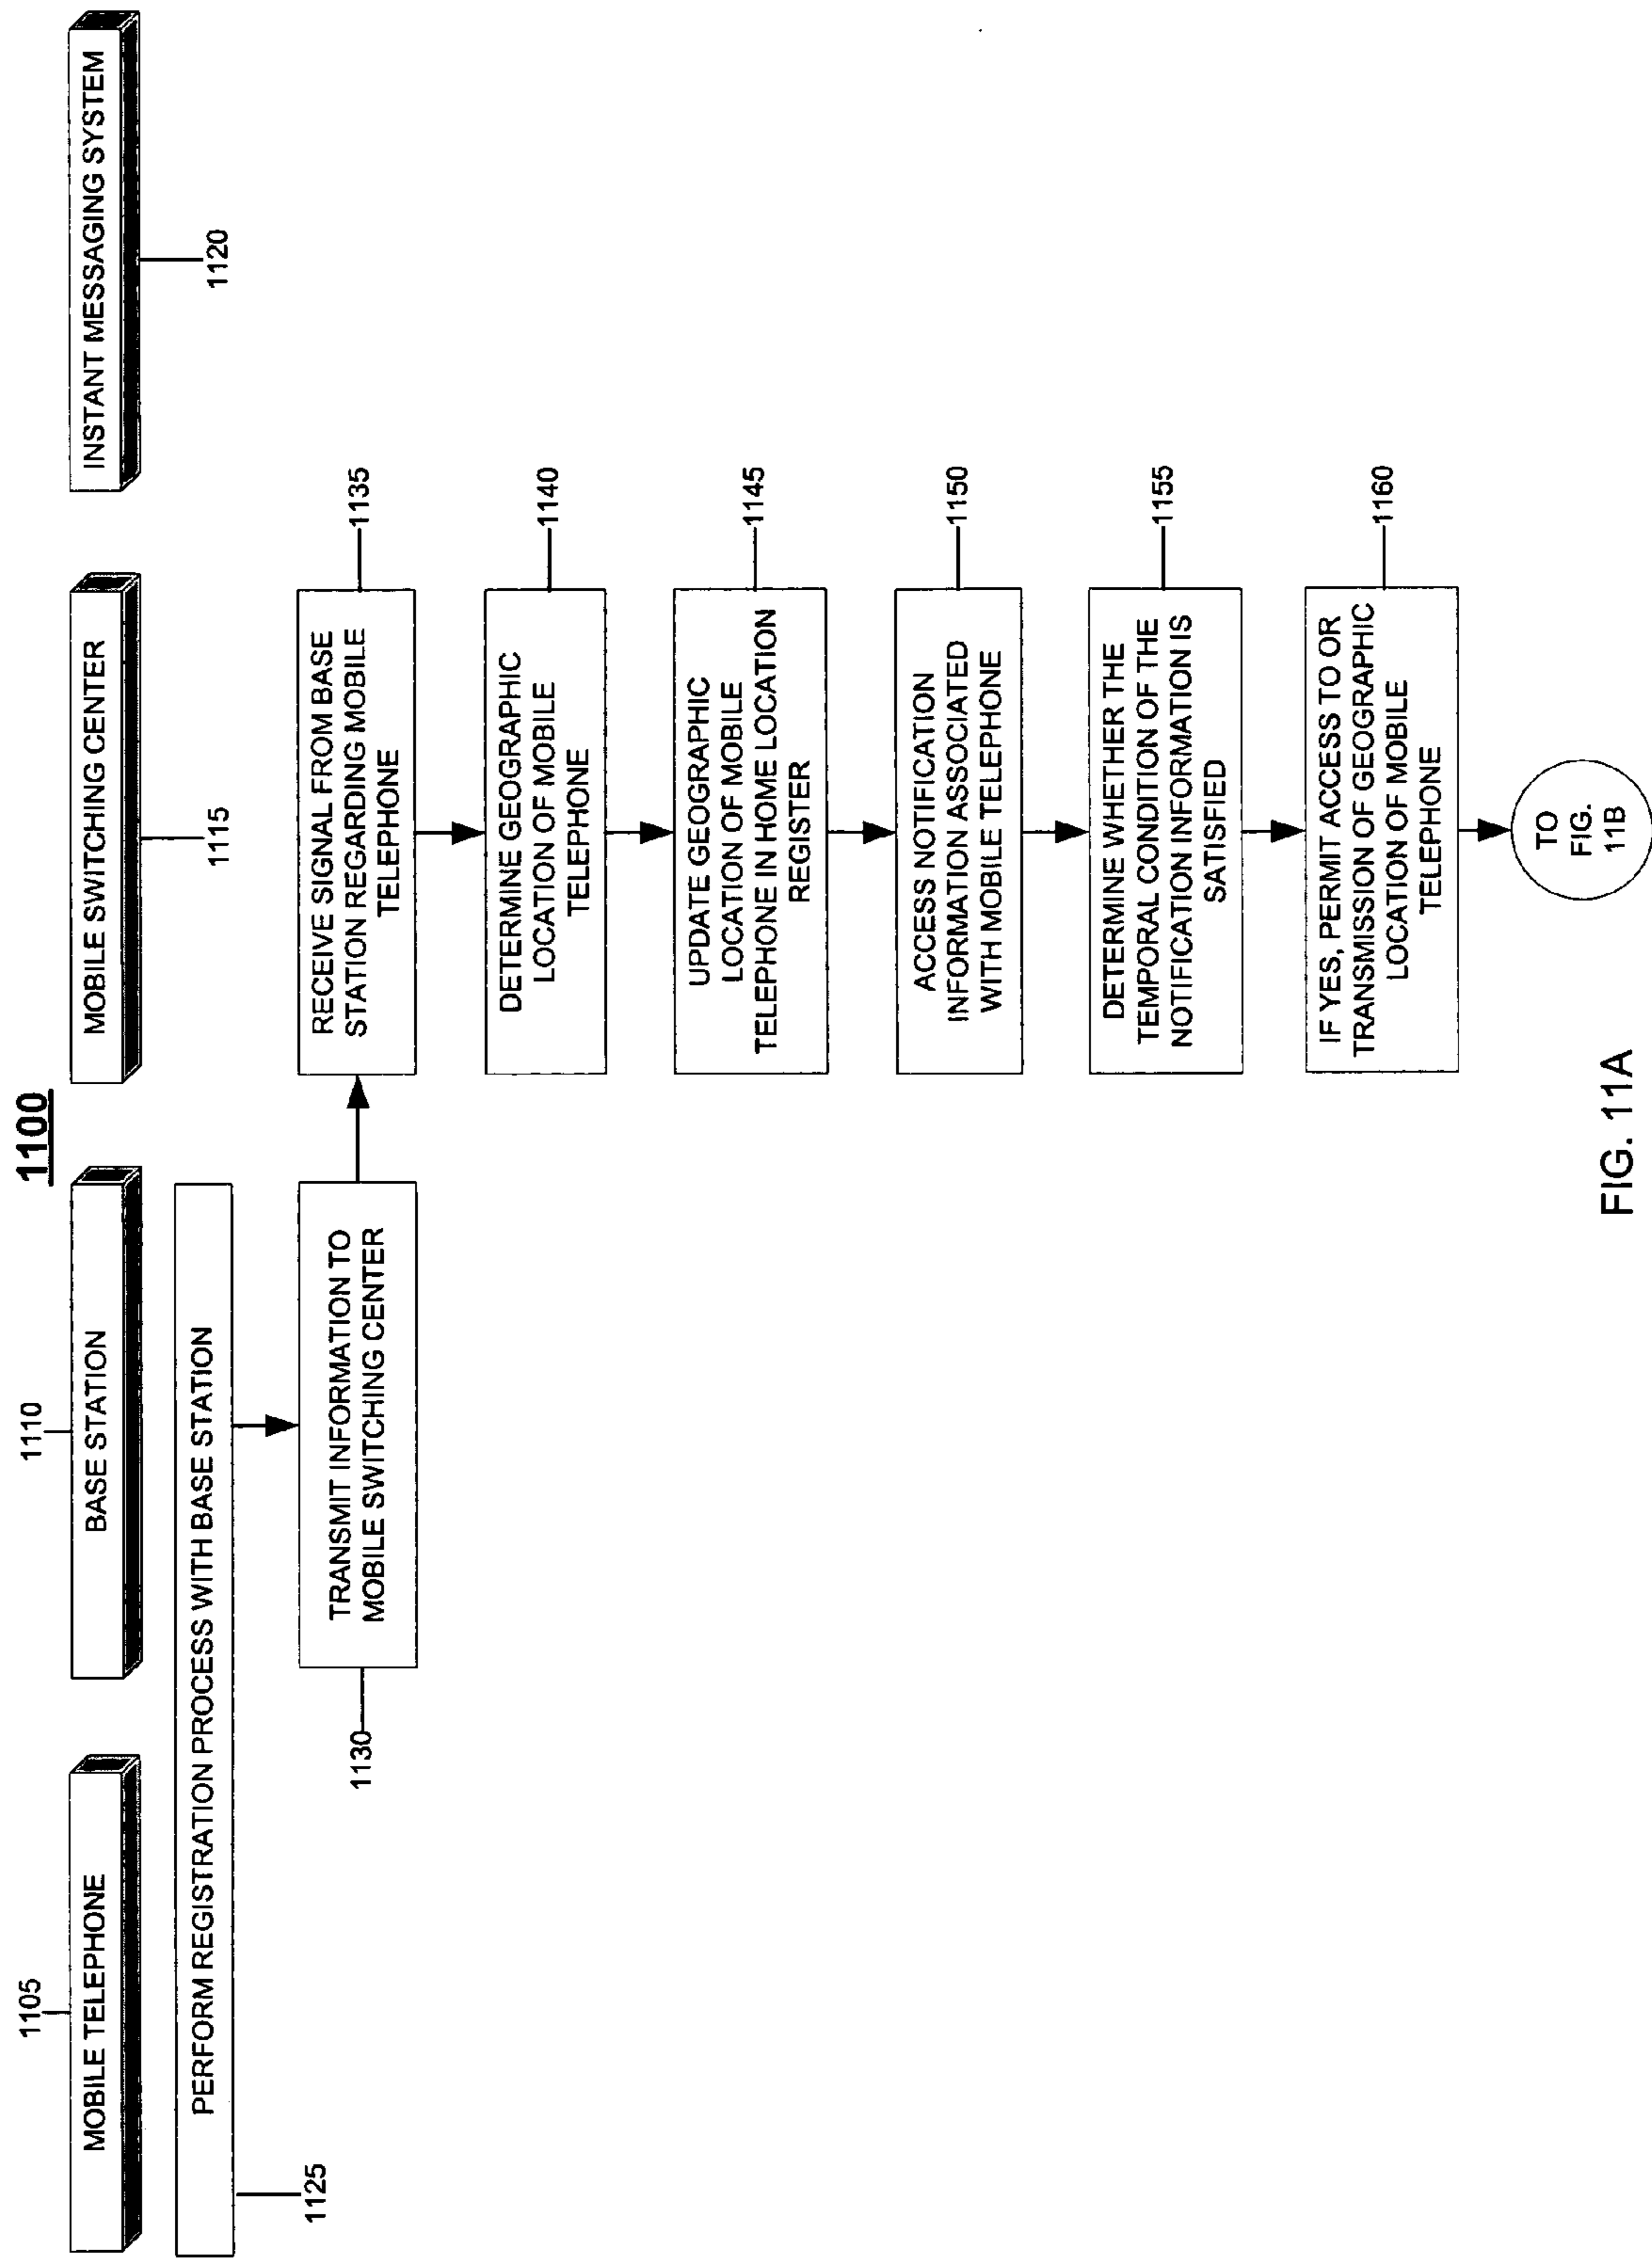 1100
1105
1110
MOBILE TELEPHONE
BASE STATION
MOBILE SWITCHING CENTER
INSTANT MESSAGING SYSTEM
1115
1120
PERFORM REGISTRATION PROCESS WITH BASE STATION
1125
TRANSMIT INFORMATION TO
MOBILE SWITCHING CENTER
1130
RECEIVE SIGNAL FROM BASE
STATION REGARDING MOBILE
TELEPHONE
1135
DETERMINE GEOGRAPHIC
LOCATION OF MOBILE
TELEPHONE
1140
UPDATE GEOGRAPHIC
LOCATION OF MOBILE
TELEPHONE IN HOME LOCATION
REGISTER
1145
ACCESS NOTIFICATION
INFORMATION ASSOCIATED
WITH MOBILE TELEPHONE
1150
DETERMINE WHETHER THE
TEMPORAL CONDITION OF THE
NOTIFICATION INFORMATION IS
SATISFIED
1155
IF YES, PERMIT ACCESS TO OR
TRANSMISSION OF GEOGRAPHIC
LOCATION OF MOBILE
TELEPHONE
1160
TO
FIG.
11B
FIG. 11A